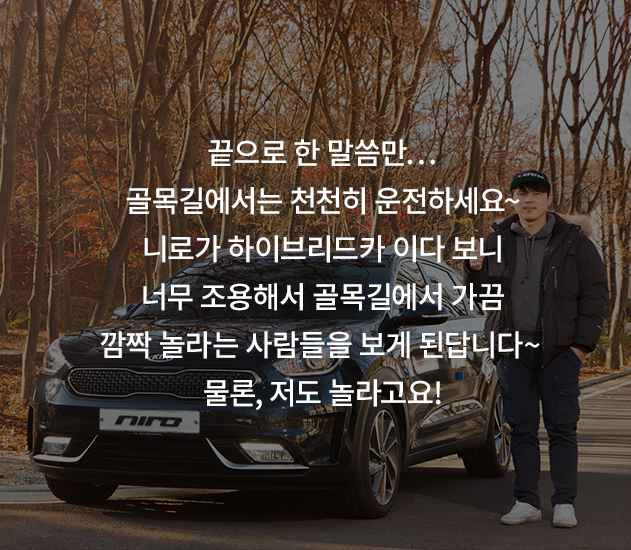 끝으로 한 말씀만…
골목길에서는 천천히 운전하세요~
니로가 하이브리드카 이다 보니
너무 조용해서 골목길에서 가끔
깜짝 놀라는 사람들을 보게 된답니다~
물론, 저도 놀라고요!
niro